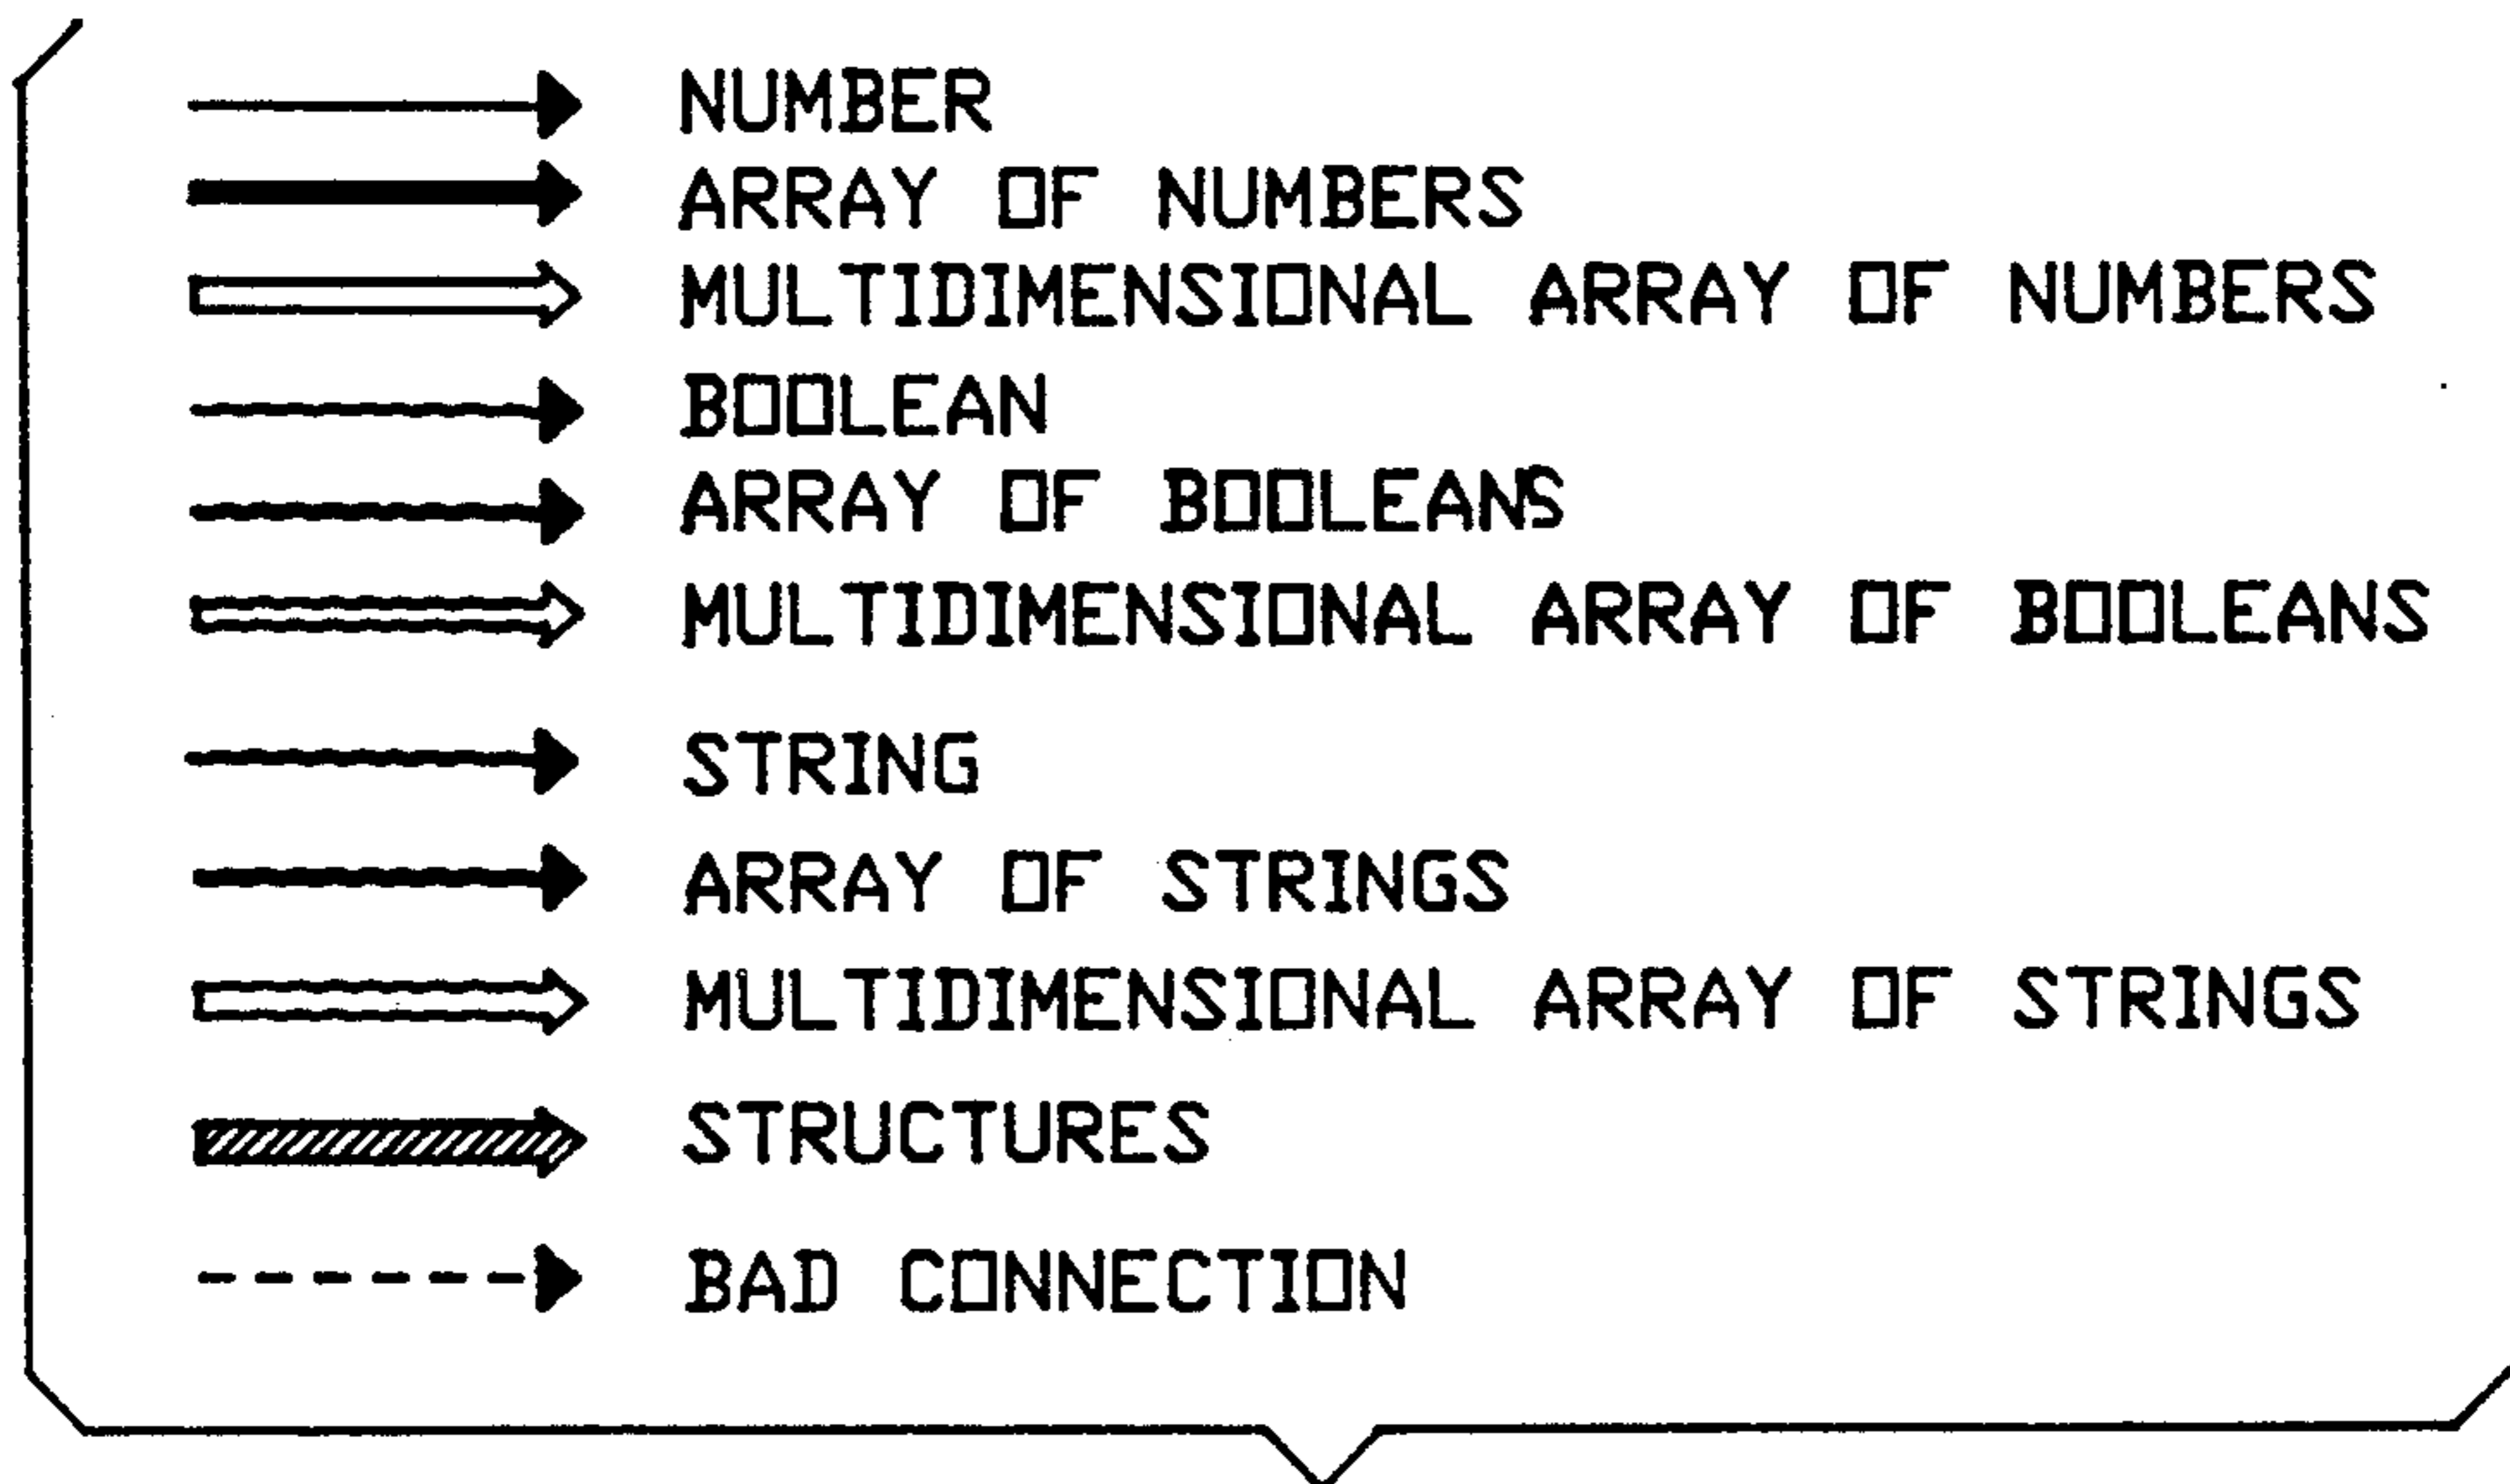 NUMBER
ARRAY OF NUMBERS
MULTIDIMENSIONAL ARRAY OF NUMBERS
BOOLEAN
ARRAY OF BOOLEANS
MULTIDIMENSIONAL ARRAY OF BOOLEANS
STRING
ARRAY OF STRINGS
MULTIDIMENSIONAL ARRAY OF STRINGS
STRUCTURES
BAD CONNECTION